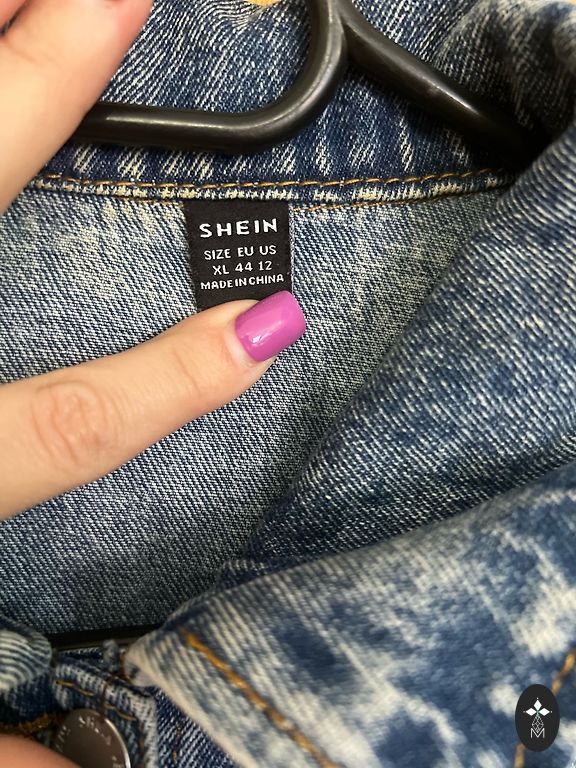 SHEIN
SIZE EU US
XL 44 12
MADE IN CHINA